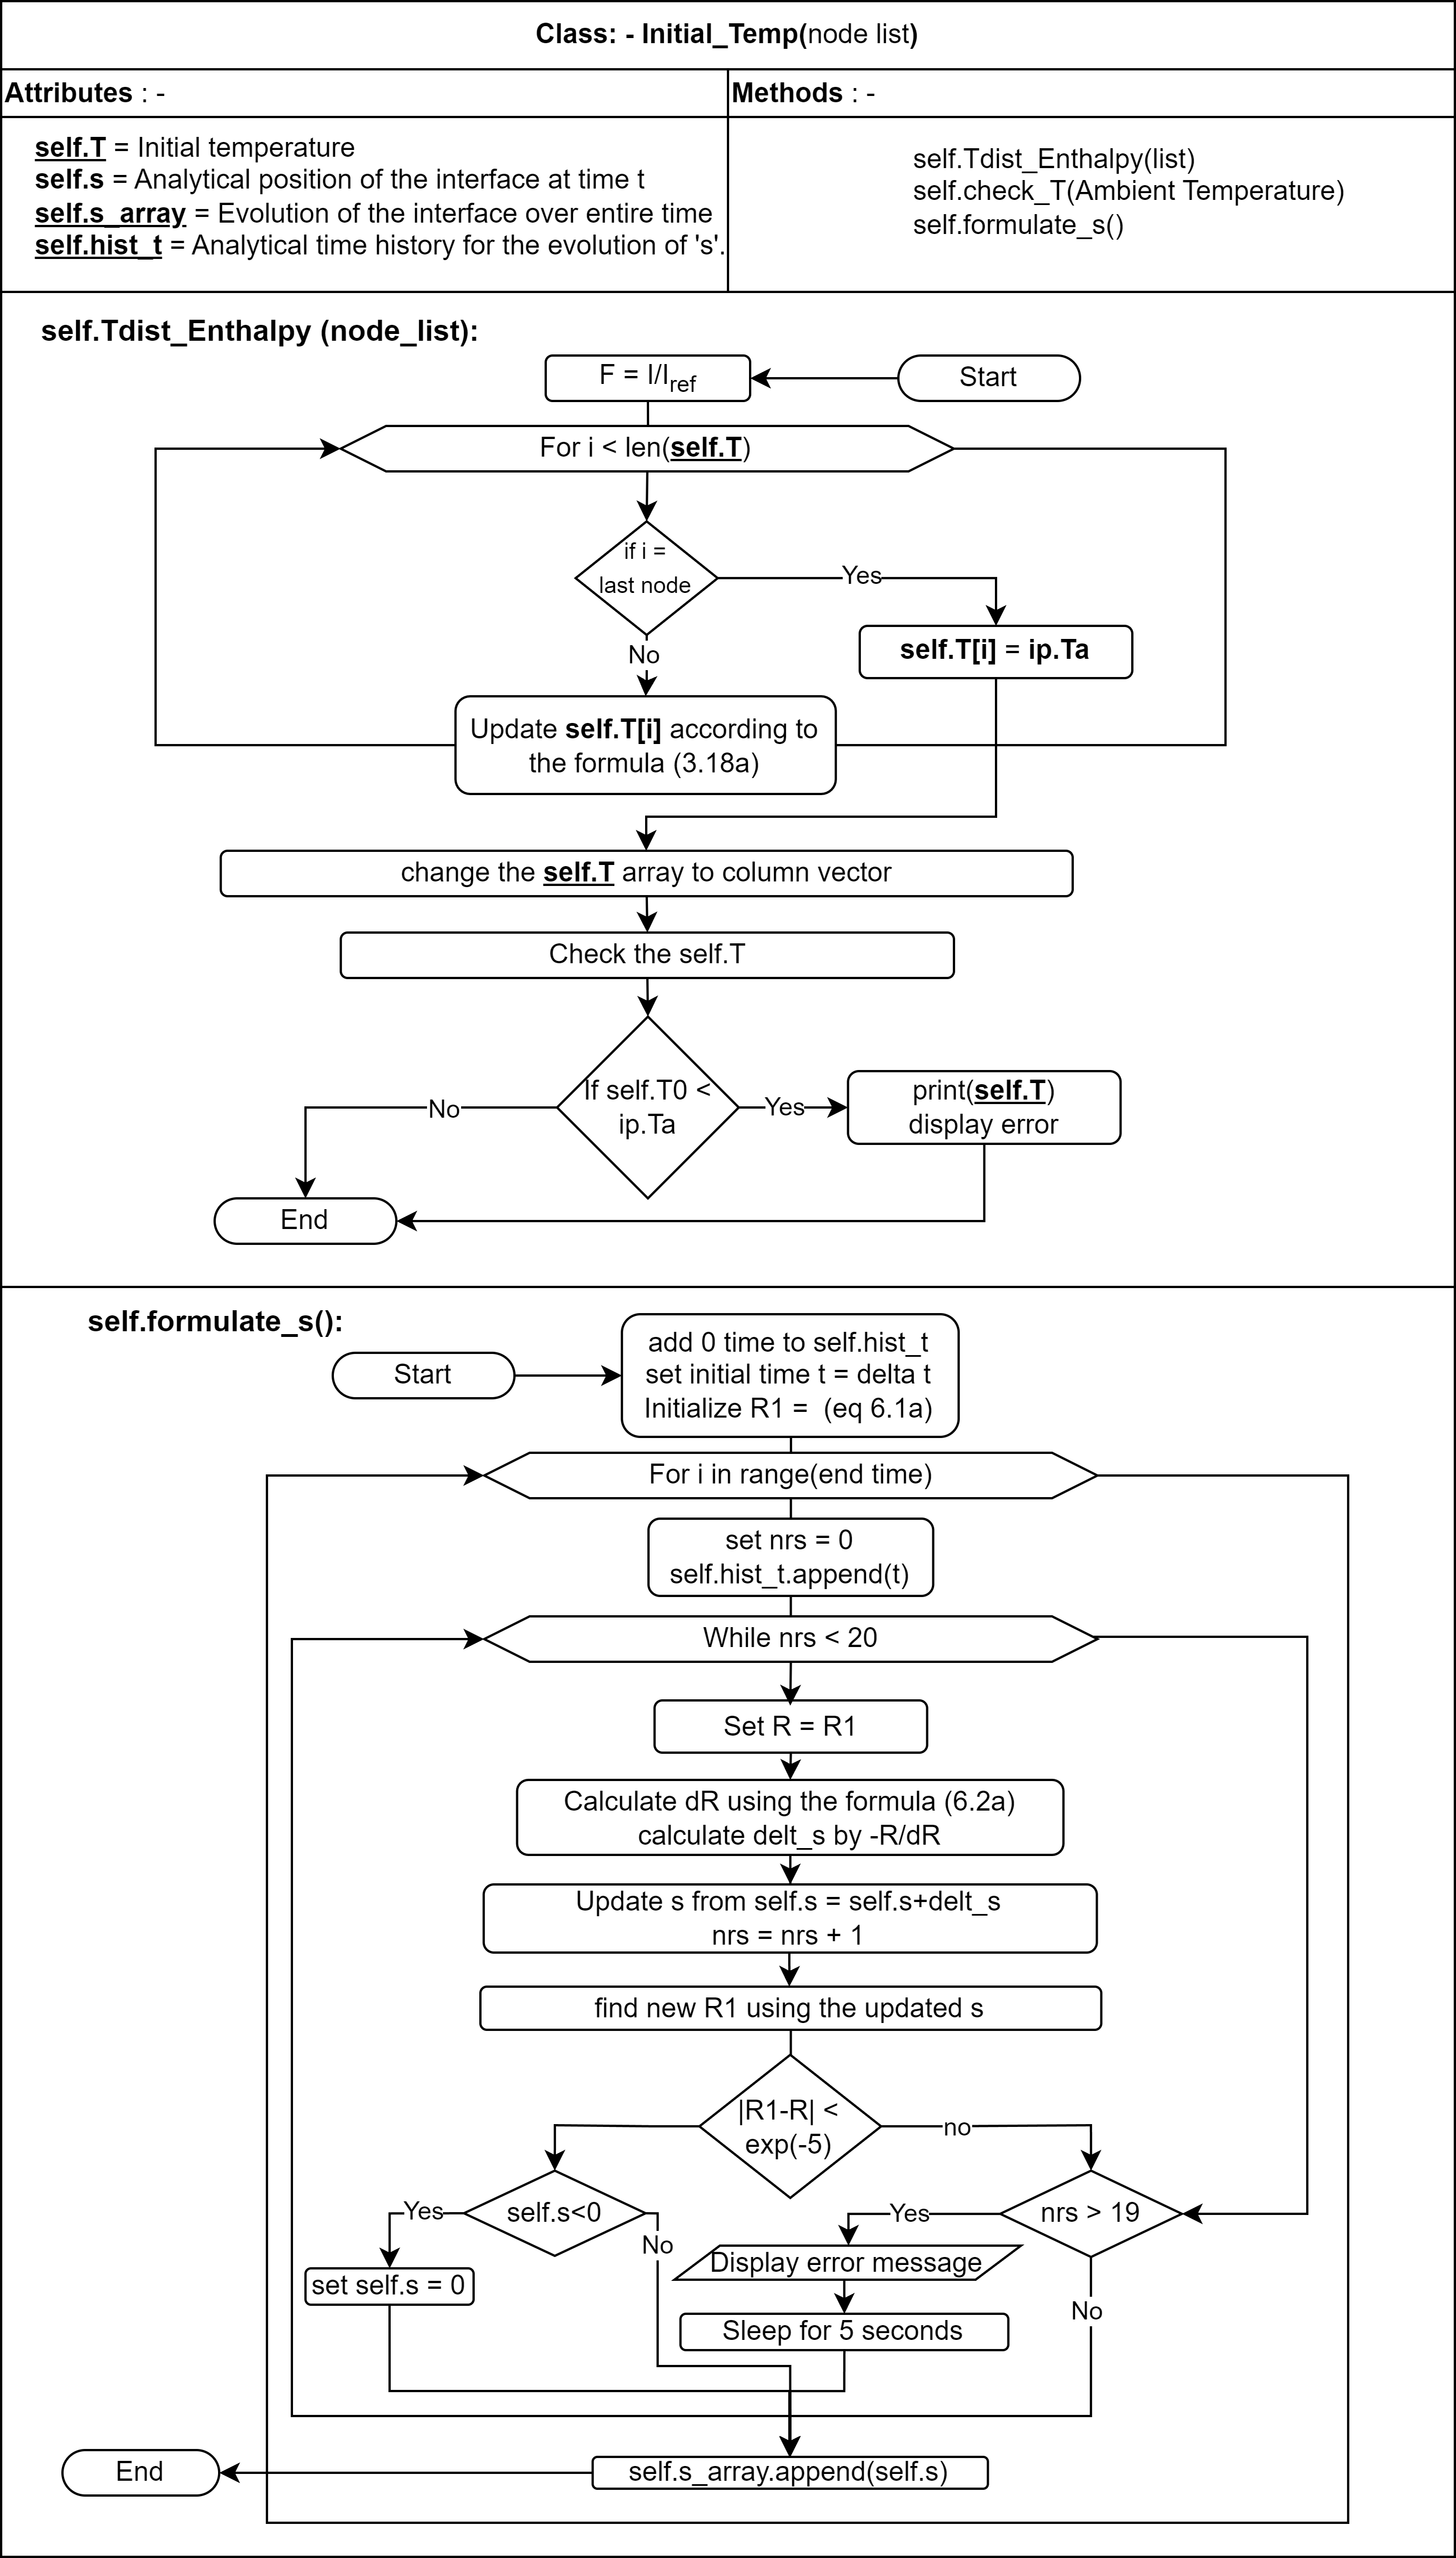 Class: - Initial_Temp(node list)
Attributes : -
Methods : -
self.T = Initial temperature
self.s = Analytical position of the interface at time t
self.s_array = Evolution of the interface over entire time
self.hist_t = Analytical time history for the evolution of 's'.
self.Tdist_Enthalpy(list)
self.check_T(Ambient Temperature)
self.formulate_s()
self.Tdist_Enthalpy (node_list):
F = I/Iref
Start
For i < len(self.T)
if i =
last node
Yes
self.T[i] = ip.Ta
No
Update self.T[i] according to
the formula (3.18a)
change the self.T array to column vector
Check the self.T
If self.T0 <
ip.Ta
No
Yes
print(self.T)
display error
End
self.formulate_s():
Start
add 0 time to self.hist_t
set initial time t = delta t
Initialize R1 = (eq 6.1a)
For i in range(end time)
set nrs = 0
self.hist_t.append(t)
While nrs < 20
Set R = R1
Calculate dR using the formula (6.2a)
calculate delt_s by -R/dR
Update s from self.s = self.s+delt_s
nrs = nrs + 1
find new R1 using the updated s
|R1-R| <
exp(-5)
no
Yes
self.s<0
No
Yes
nrs > 19
Display error message
set self.s = 0
No
Sleep for 5 seconds
End
self.s_array.append(self.s)